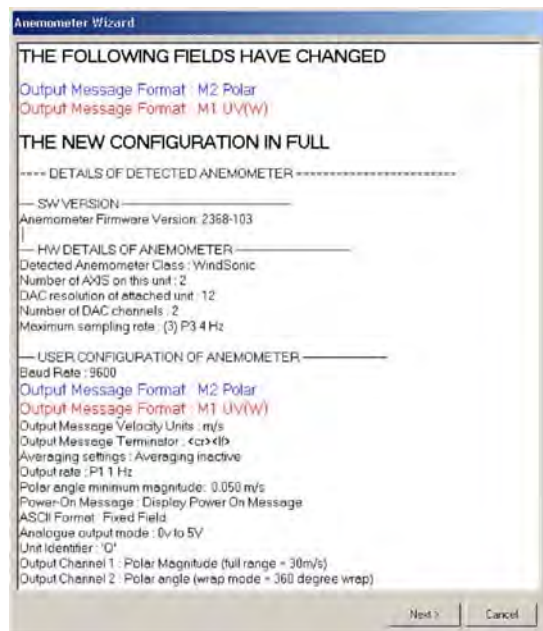 Anemometer Wizard
THE FOLLOWING FIELDS HAVE CHANGED
Output Message Format : M2 Polar
Output Message Format : M1 UV(W)
THE NEW CONFIGURATION IN FULL
---- DETAILS OF DETECTED ANEMOMETER ------------------------
--- SW VERSION ------------------------
Anemometer Firmware Version: 2368-103
--- HW DETAILS OF ANEMOMETER ----------------
Detected Anemometer Class : WindSonic
Number of AXIS on this unit : 2
DAC resolution of attached unit : 12
Number of DAC channels : 2
Maximum sampling rate : (3) P3 4 Hz
--- USER CONFIGURATION OF ANEMOMETER ------------
Baud Rate : 9600
Output Message Format : M2 Polar
Output Message Format : M1 UV(W)
Output Message Velocity Units : m/s
Output Message Terminator : <cr><lf>
Averaging settings : Averaging inactive
Output rate : P1 1 Hz
Polar angle minimum magnitude: 0.050 m/s
Power-On Message : Display Power On Message
ASCII Format : Fixed Field
Analogue output mode : 0v to 5V
Unit Identifier : 'Q'
Output Channel 1 : Polar Magnitude (full range = 30m/s)
Output Channel 2 : Polar angle (wrap mode = 360 degree wrap)
Next > Cancel